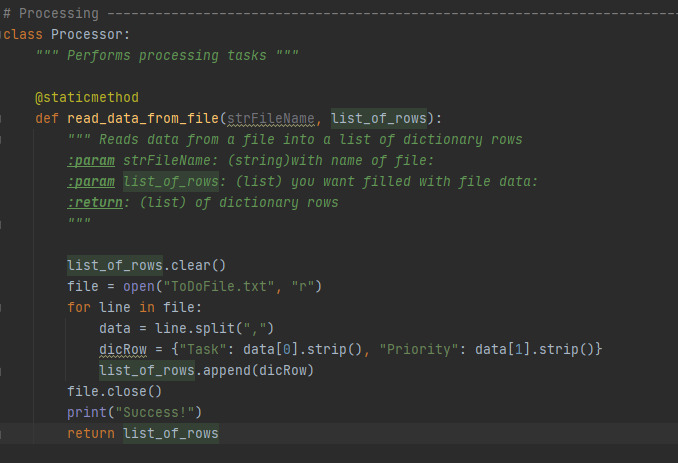 # Processing ------------------------------------------------------------------------
class Processor:
    """ Performs processing tasks """
    @staticmethod
    def read_data_from_file(strFileName, list_of_rows):
        """ Reads data from a file into a list of dictionary rows
        :param strFileName: (string)with name of file:
        :param list_of_rows: (list) you want filled with file data:
        :return: (list) of dictionary rows
        """
        list_of_rows.clear()
        file = open("ToDoFile.txt", "r")
        for line in file:
            data = line.split(",")
            dicRow = {"Task": data[0].strip(), "Priority": data[1].strip()}
            list_of_rows.append(dicRow)
        file.close()
        print("Success!")
        return list_of_rows